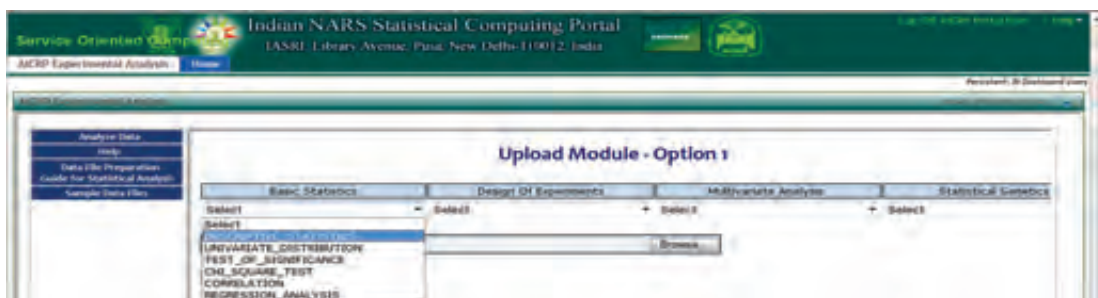 Indian NARS Statistical Computing Portal
Service Oriented
IASRI, Library Avenue, Pusa, New Delhi-110012, India
AICRP Experimental Analysis Home
Analyze Data
Help
Data File Preparation
Guide for Statistical Analysis
Sample Data Files
Upload Module - Option 1
Basic Statistics Design Of Experiments Multivariate Analysis Statistical Genetics
Select Select Select Select
Select
DESCRIPTIVE_STATISTICS
UNIVARIATE_DISTRIBUTION
Browse...
TEST_OF_SIGNIFICANCE
CHI_SQUARE_TEST
CORRELATION
REGRESSION_ANALYSIS